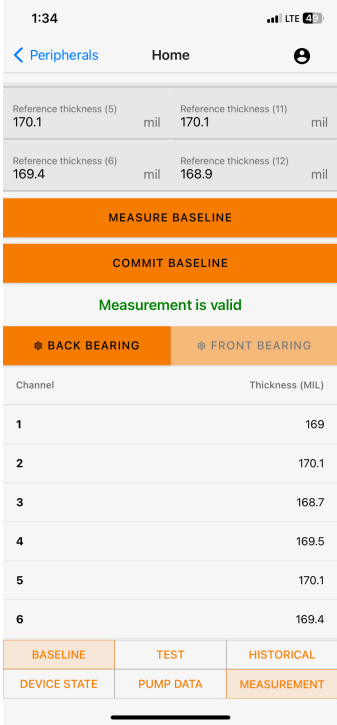 1:34 LTE 49
Peripherals Home
Reference thickness (5) Reference thickness (11)
170.1 mil 170.1 mil
Reference thickness (6) Reference thickness (12)
169.4 mil 168.9 mil
MEASURE BASELINE
COMMIT BASELINE
Measurement is valid
BACK BEARING FRONT BEARING
Channel Thickness (MIL)
1 169
2 170.1
3 168.7
4 169.5
5 170.1
6 169.4
BASELINE TEST HISTORICAL
DEVICE STATE PUMP DATA MEASUREMENT